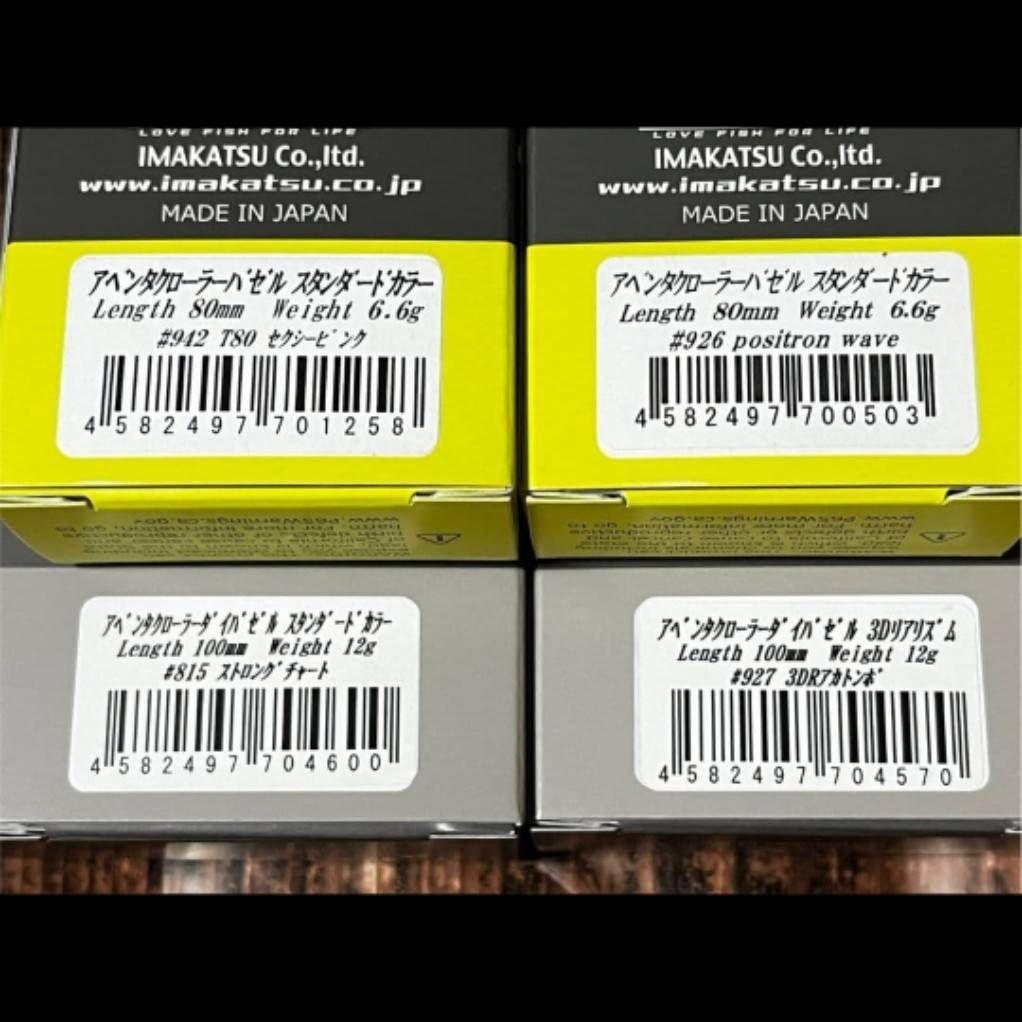 LOVE FISH FOR LIFE
IMAKATSU Co.,ltd.
www.imakatsu.co.jp
MADE IN JAPAN
アベンタクローラーバゼル スタンダードカラー
Length 80mm Weight 6.6g
#942 T80 セクシーピンク
4 582497 701258
LOVE FISH FOR LIFE
IMAKATSU Co.,ltd.
www.imakatsu.co.jp
MADE IN JAPAN
アベンタクローラーバゼル スタンダードカラー
Length 80mm Weight 6.6g
#926 positron wave
4 582497 700503
www.P65Warnings.ca.gov
アベンタクローラーダイバゼル スタンダードカラー
Length 100mm Weight 12g
#815 ストロングチャート
4 582497 704600
アベンタクローラーダイバゼル 3Dリアリズム
Length 100mm Weight 12g
#927 3DRアカトンボ
4 582497 704570